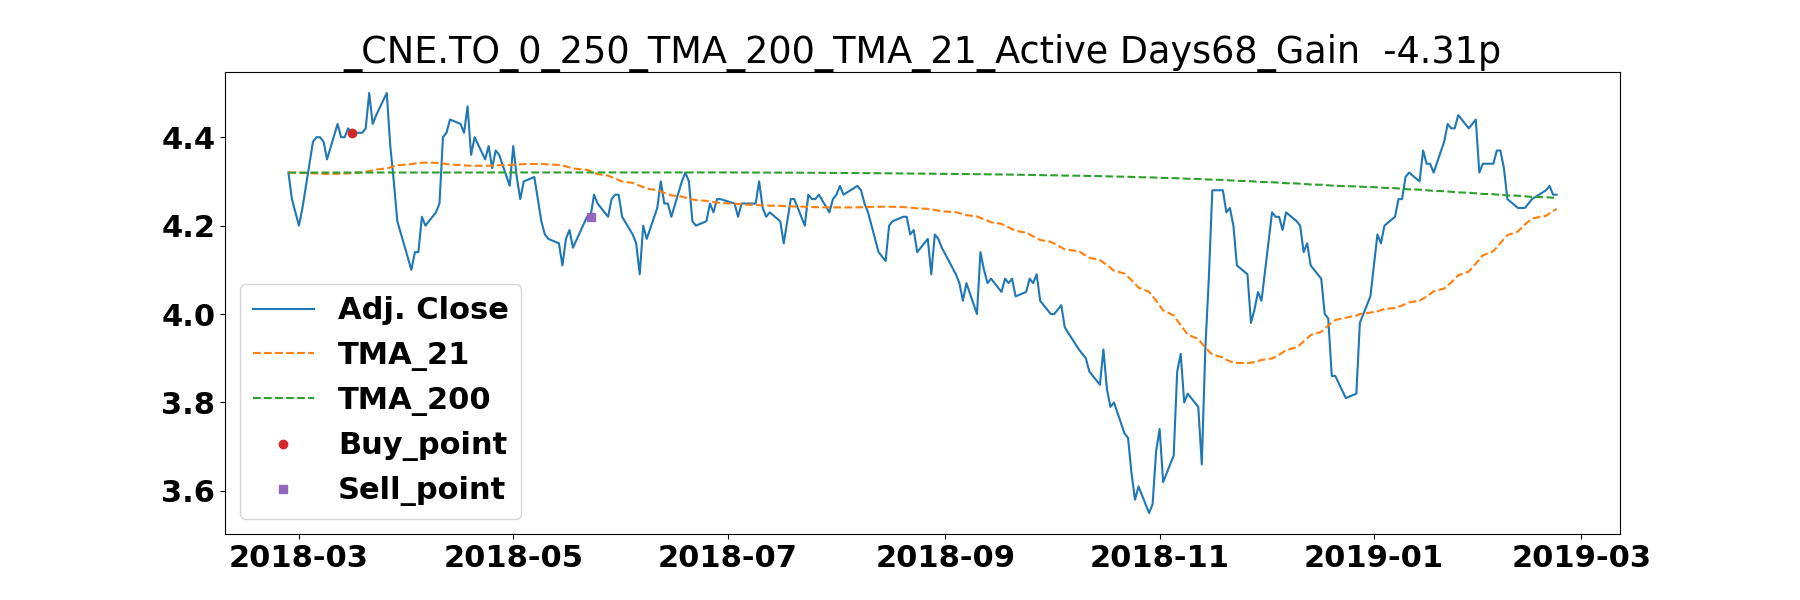 _CNE.TO_0_250_TMA_200_TMA_21_Active Days68_Gain  -4.31p
4.4
4.2
4.0
3.8
3.6
Adj. Close
TMA_21
TMA_200
Buy_point
Sell_point
2018-03 2018-05 2018-07 2018-09 2018-11 2019-01 2019-03